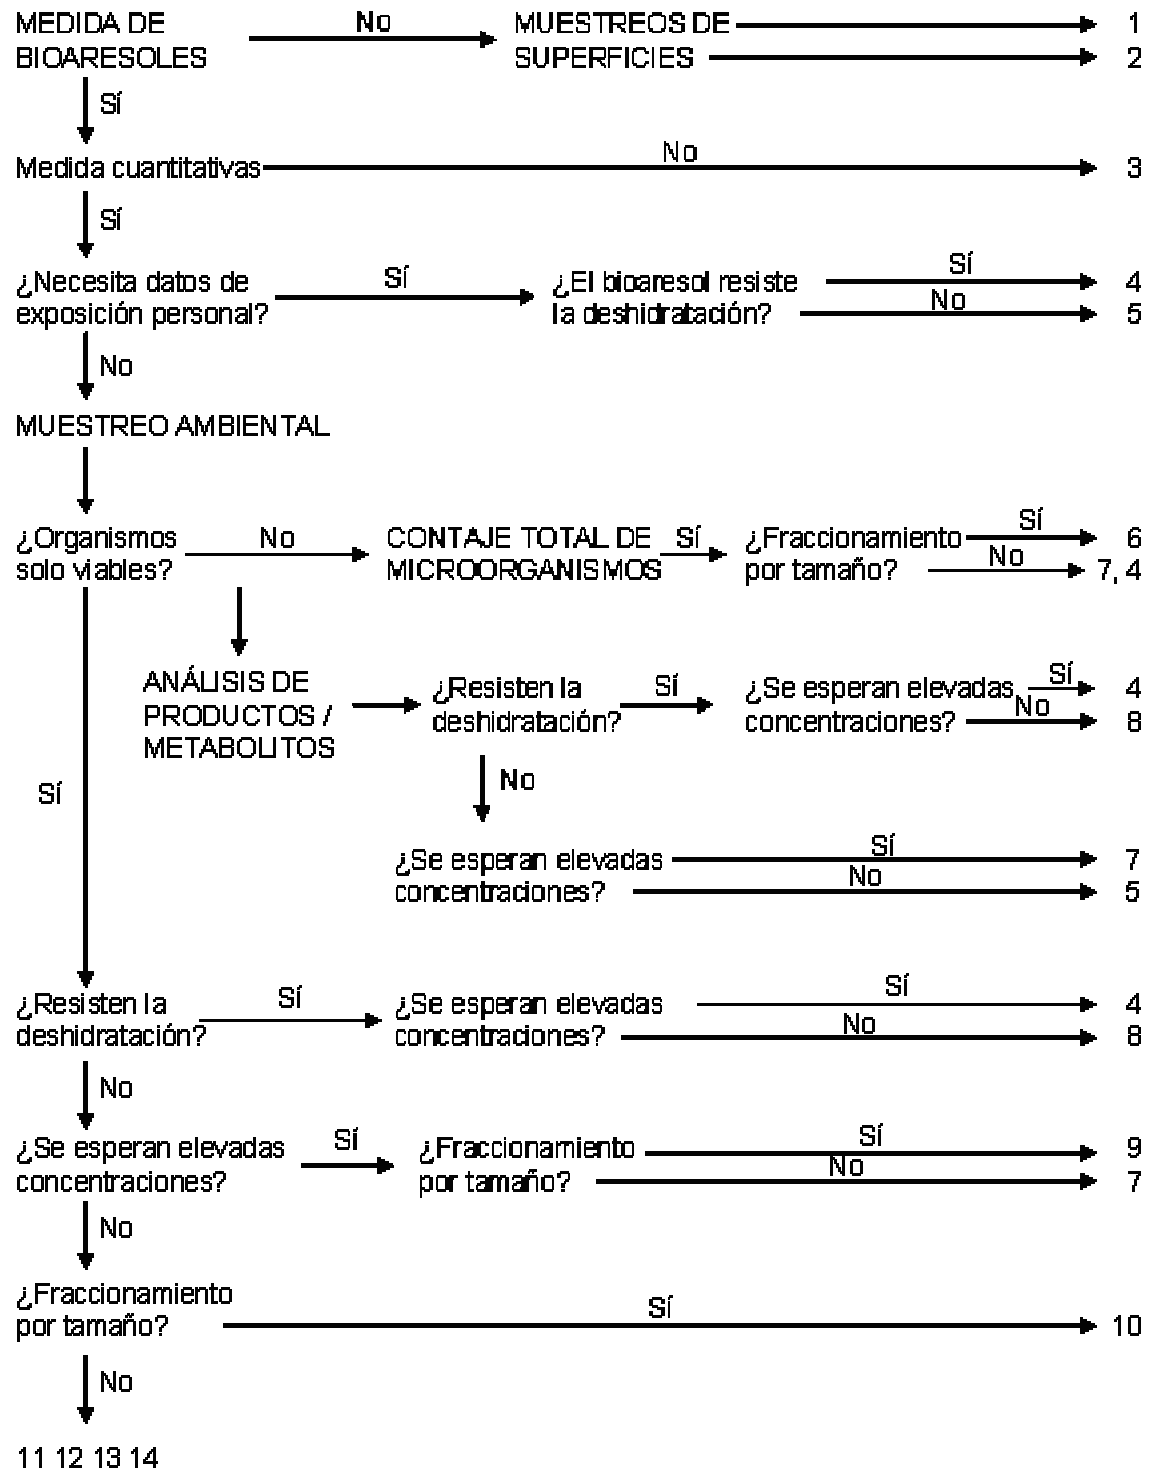 MEDIDA DE
BIOARESOLES
No
MUESTREOS DE
SUPERFICIES
1
2
Sí
Medida cuantitativas
No
3
Sí
¿Necesita datos de
exposición personal?
Sí
¿El bioaresol resiste
la deshidratación?
Sí
No
4
5
No
MUESTREO AMBIENTAL
¿Organismos
solo viables?
No
CONTAJE TOTAL DE
MICROORGANISMOS
Sí
¿Fraccionamiento
por tamaño?
Sí
No
6
7, 4
ANÁLISIS DE
PRODUCTOS /
METABOLITOS
¿Resisten la
deshidratación?
Sí
¿Se esperan elevadas
concentraciones?
Sí
No
4
8
No
Sí
¿Se esperan elevadas
concentraciones?
Sí
No
7
5
¿Resisten la
deshidratación?
Sí
¿Se esperan elevadas
concentraciones?
Sí
No
4
8
No
¿Se esperan elevadas
concentraciones?
Sí
¿Fraccionamiento
por tamaño?
Sí
No
9
7
No
¿Fraccionamiento
por tamaño?
Sí
10
No
11 12 13 14